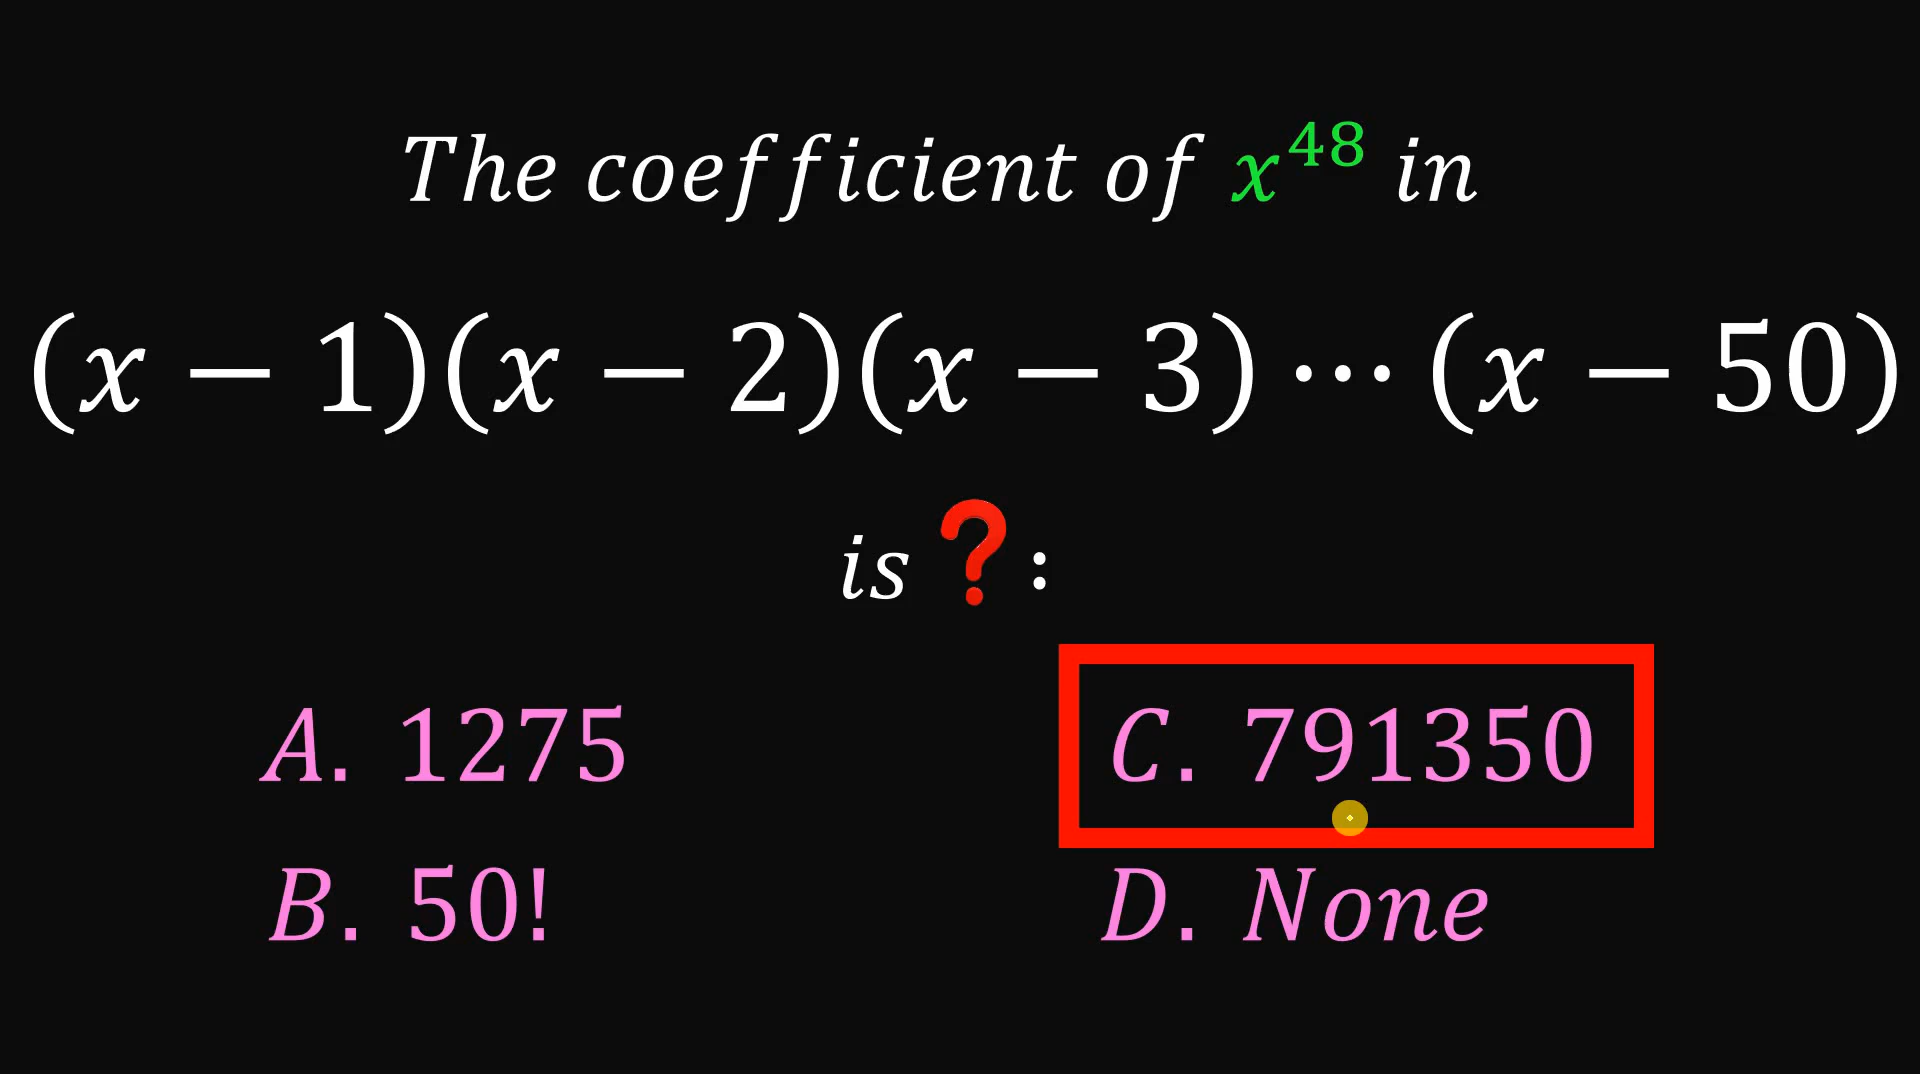 The coefficient of x⁴⁸ in
(x − 1)(x − 2)(x − 3) ⋯ (x − 50)
is ❓:
A. 1275 C. 791350
B. 50! D. None